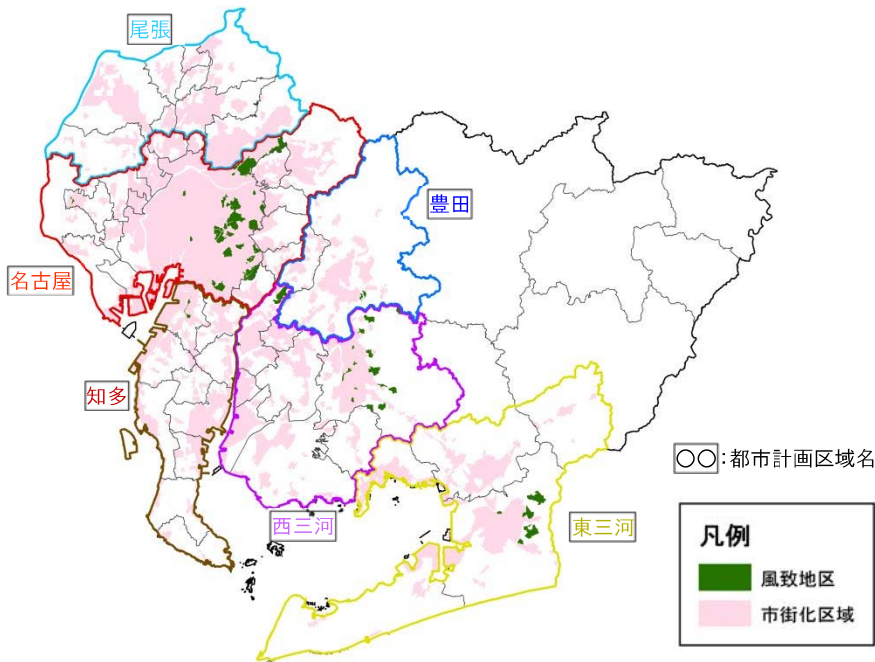 尾張
豊田
名古屋
知多
○○:都市計画区域名
西三河
東三河
凡例
風致地区
市街化区域